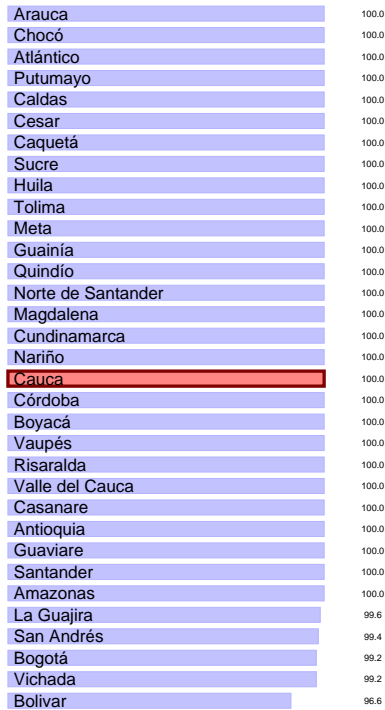 Arauca 100.0
Chocó 100.0
Atlántico 100.0
Putumayo 100.0
Caldas 100.0
Cesar 100.0
Caquetá 100.0
Sucre 100.0
Huila 100.0
Tolima 100.0
Meta 100.0
Guainía 100.0
Quindío 100.0
Norte de Santander 100.0
Magdalena 100.0
Cundinamarca 100.0
Nariño 100.0
Cauca 100.0
Córdoba 100.0
Boyacá 100.0
Vaupés 100.0
Risaralda 100.0
Valle del Cauca 100.0
Casanare 100.0
Antioquia 100.0
Guaviare 100.0
Santander 100.0
Amazonas 100.0
La Guajira 99.6
San Andrés 99.4
Bogotá 99.2
Vichada 99.2
Bolivar 96.6